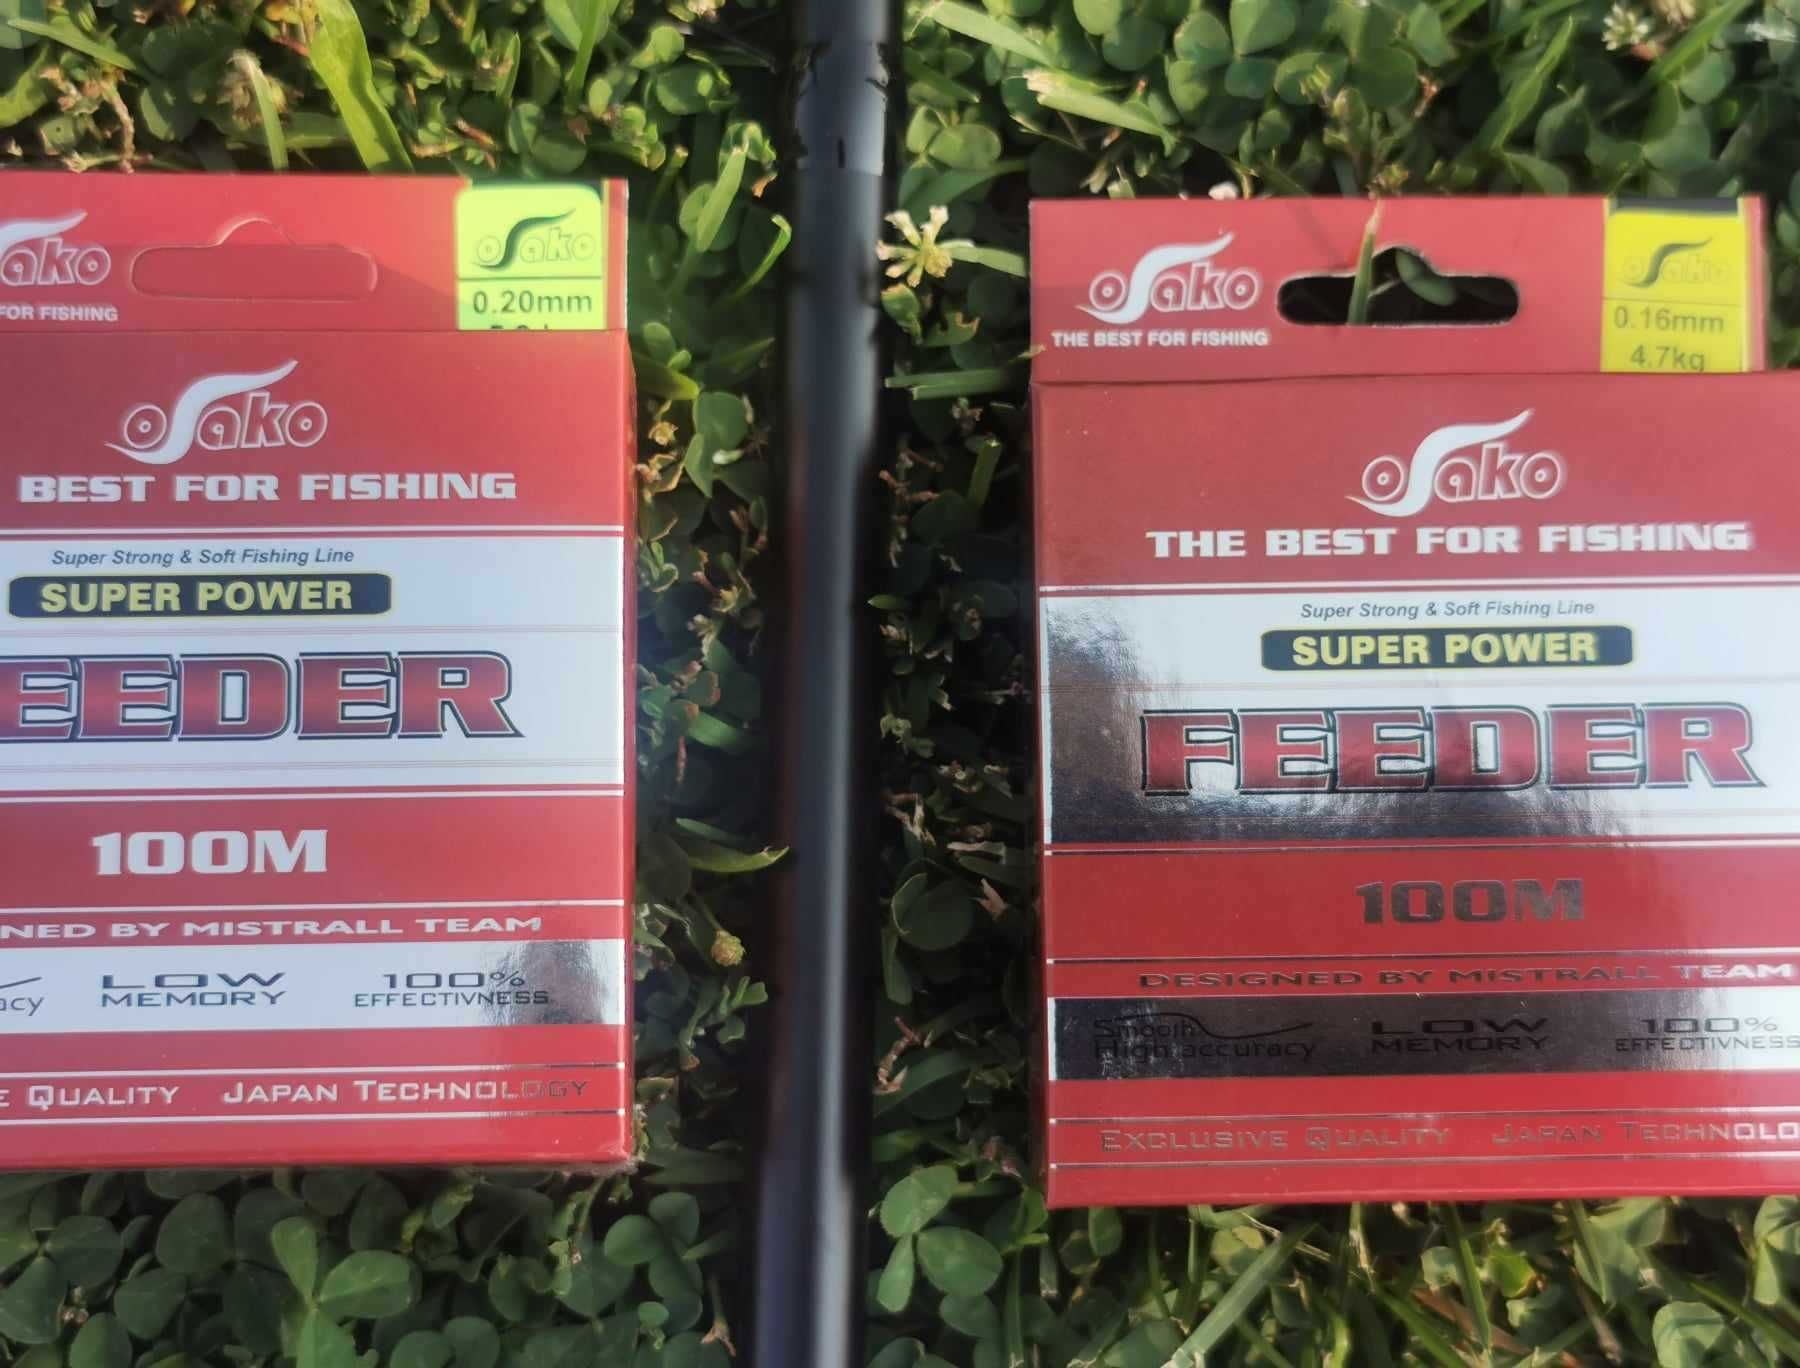 ako
FOR FISHING
Osako
0.20mm
Osako
BEST FOR FISHING
Super Strong & Soft Fishing Line
SUPER POWER
EEDER
100M
NED BY MISTRALL TEAM
acy
LOW
MEMORY
100%
EFFECTIVNESS
E QUALITY JAPAN TECHNOLOGY
Osako
THE BEST FOR FISHING
Osako
0.16mm
4.7kg
Osako
THE BEST FOR FISHING
Super Strong & Soft Fishing Line
SUPER POWER
FEEDER
100M
DESIGNED BY MISTRALL TEAM
Smooth
High accuracy
LOW
MEMORY
100%
EFFECTIVNESS
EXCLUSIVE QUALITY JAPAN TECHNOLO